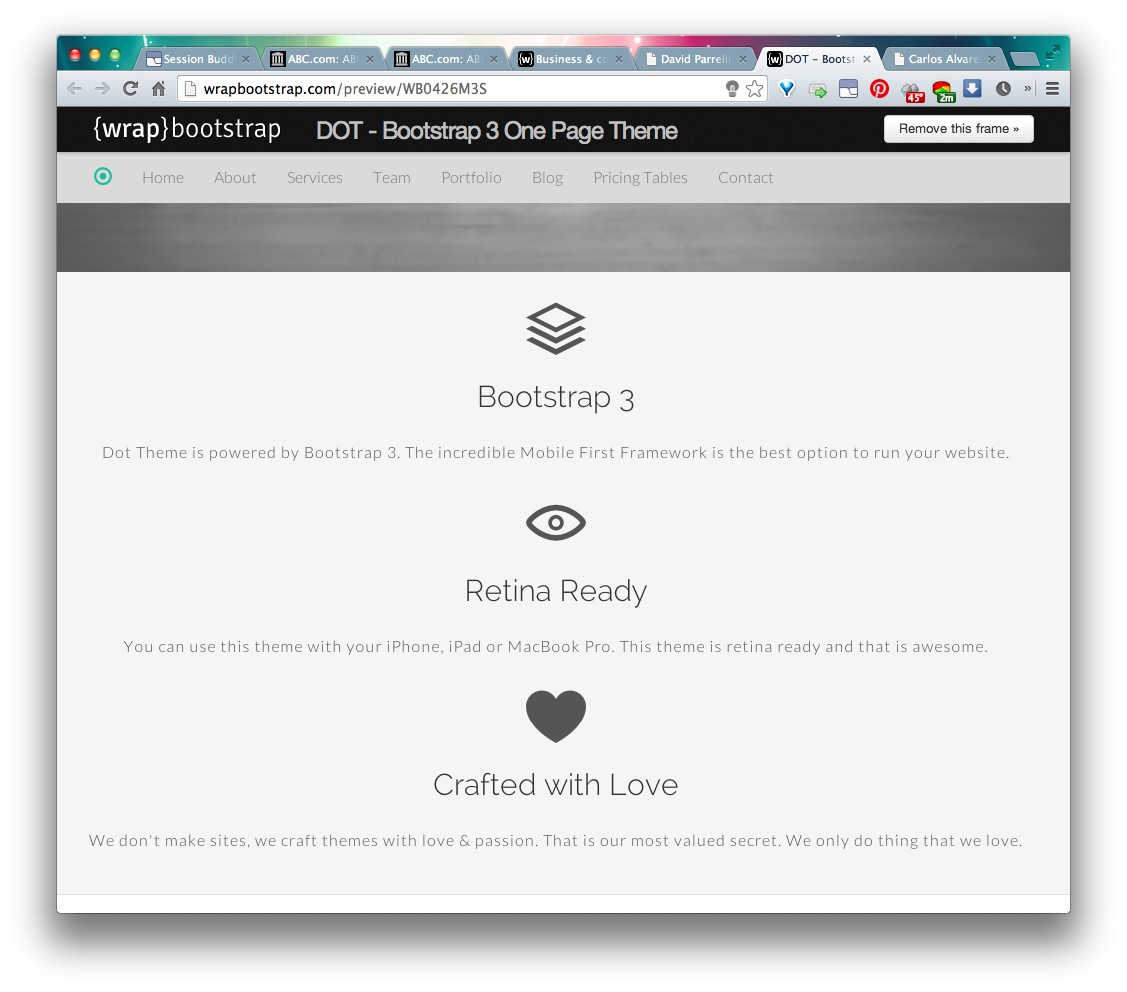 Session Budd
ABC.com: AB
ABC.com: AB
{w} Business & co
David Parrelli
{w} DOT – Bootst
Carlos Alvare
wrapbootstrap.com/preview/WB0426M3S
45°
2m
»
{wrap}bootstrap
DOT - Bootstrap 3 One Page Theme
Remove this frame »
Home
About
Services
Team
Portfolio
Blog
Pricing Tables
Contact
Bootstrap 3
Dot Theme is powered by Bootstrap 3. The incredible Mobile First Framework is the best option to run your website.
Retina Ready
You can use this theme with your iPhone, iPad or MacBook Pro. This theme is retina ready and that is awesome.
Crafted with Love
We don't make sites, we craft themes with love & passion. That is our most valued secret. We only do thing that we love.